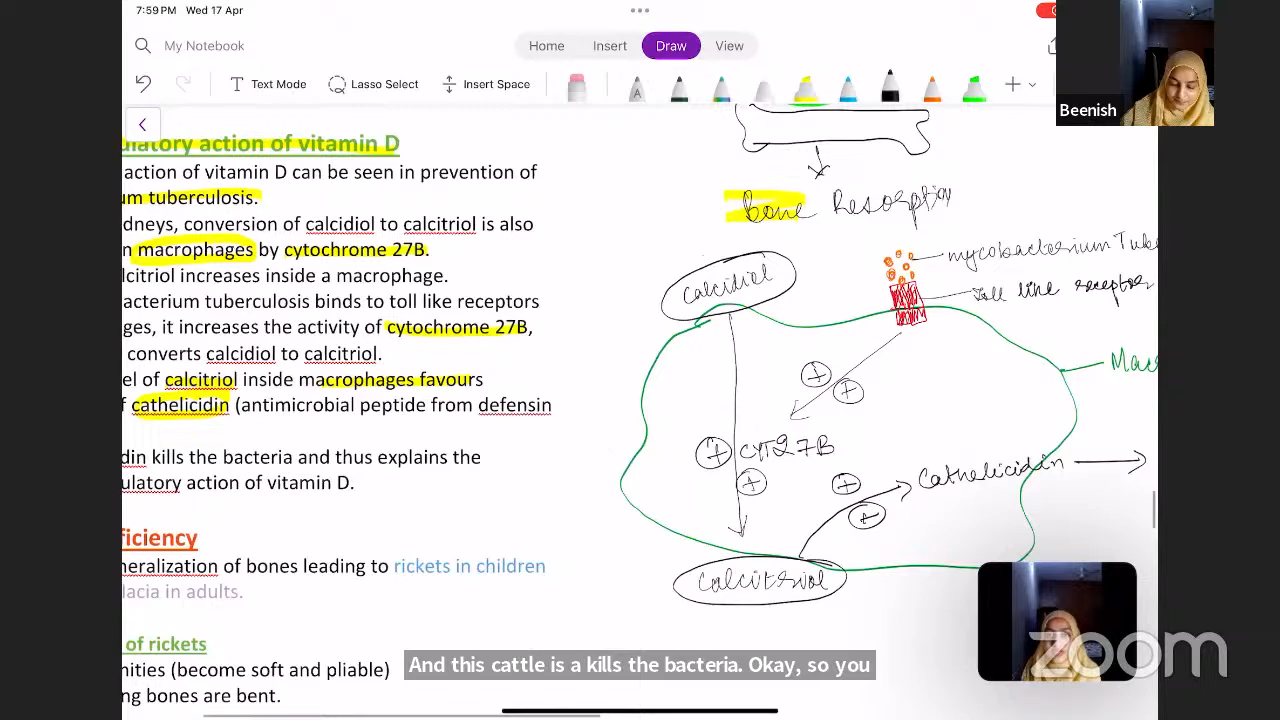 7:59 PM Wed 17 Apr
My Notebook
Home Insert Draw View
Text Mode Lasso Select Insert Space
Beenish
ulatory action of vitamin D
action of vitamin D can be seen in prevention of
um tuberculosis.
idneys, conversion of calcidiol to calcitriol is also
n macrophages by cytochrome 27B.
lcitriol increases inside a macrophage.
bacterium tuberculosis binds to toll like receptors
ages, it increases the activity of cytochrome 27B,
converts calcidiol to calcitriol.
el of calcitriol inside macrophages favours
f cathelicidin (antimicrobial peptide from defensin
din kills the bacteria and thus explains the
ulatory action of vitamin D.
ficiency
neralization of bones leading to rickets in children
lacia in adults.
of rickets
nities (become soft and pliable)
ng bones are bent.
Bone Resorption
Calcidiol
mycobacterium Tube
Toll like receptor
Mac
CYT27B
Cathelicidin
Calcitriol
And this cattle is a kills the bacteria. Okay, so you
zoom